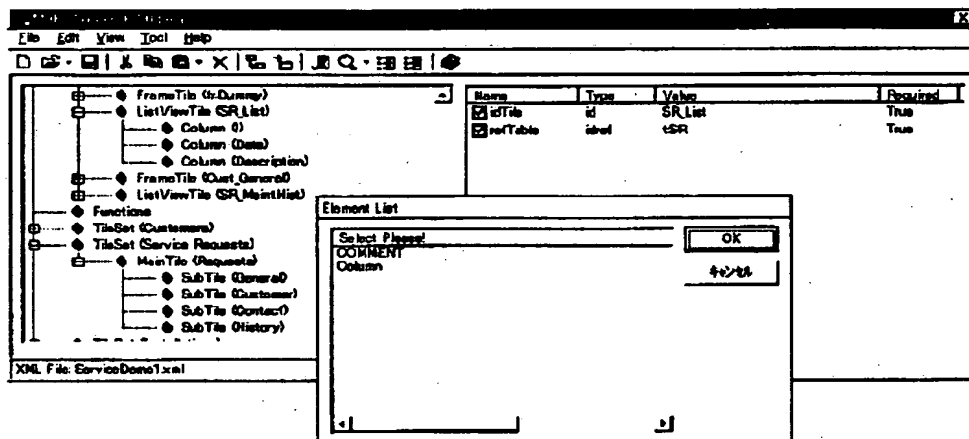 File Edit View Tool Help
FrameTile (fr.Dummy)
ListViewTile (SR_List)
Column ()
Column (Date)
Column (Description)
FrameTile (Cust_General)
ListViewTile (SR_MaintHist)
Functions
TileSet (Customers)
TileSet (Service Requests)
MainTile (Requests)
SubTile (General)
SubTile (Customer)
SubTile (Contact)
SubTile (History)
XML File: ServiceDemo1.xml
Name Type Value Required
idTile id SR_List True
refTable idref tSR True
Element List
Select Please!
COMMENT
Column
OK
キャンセル